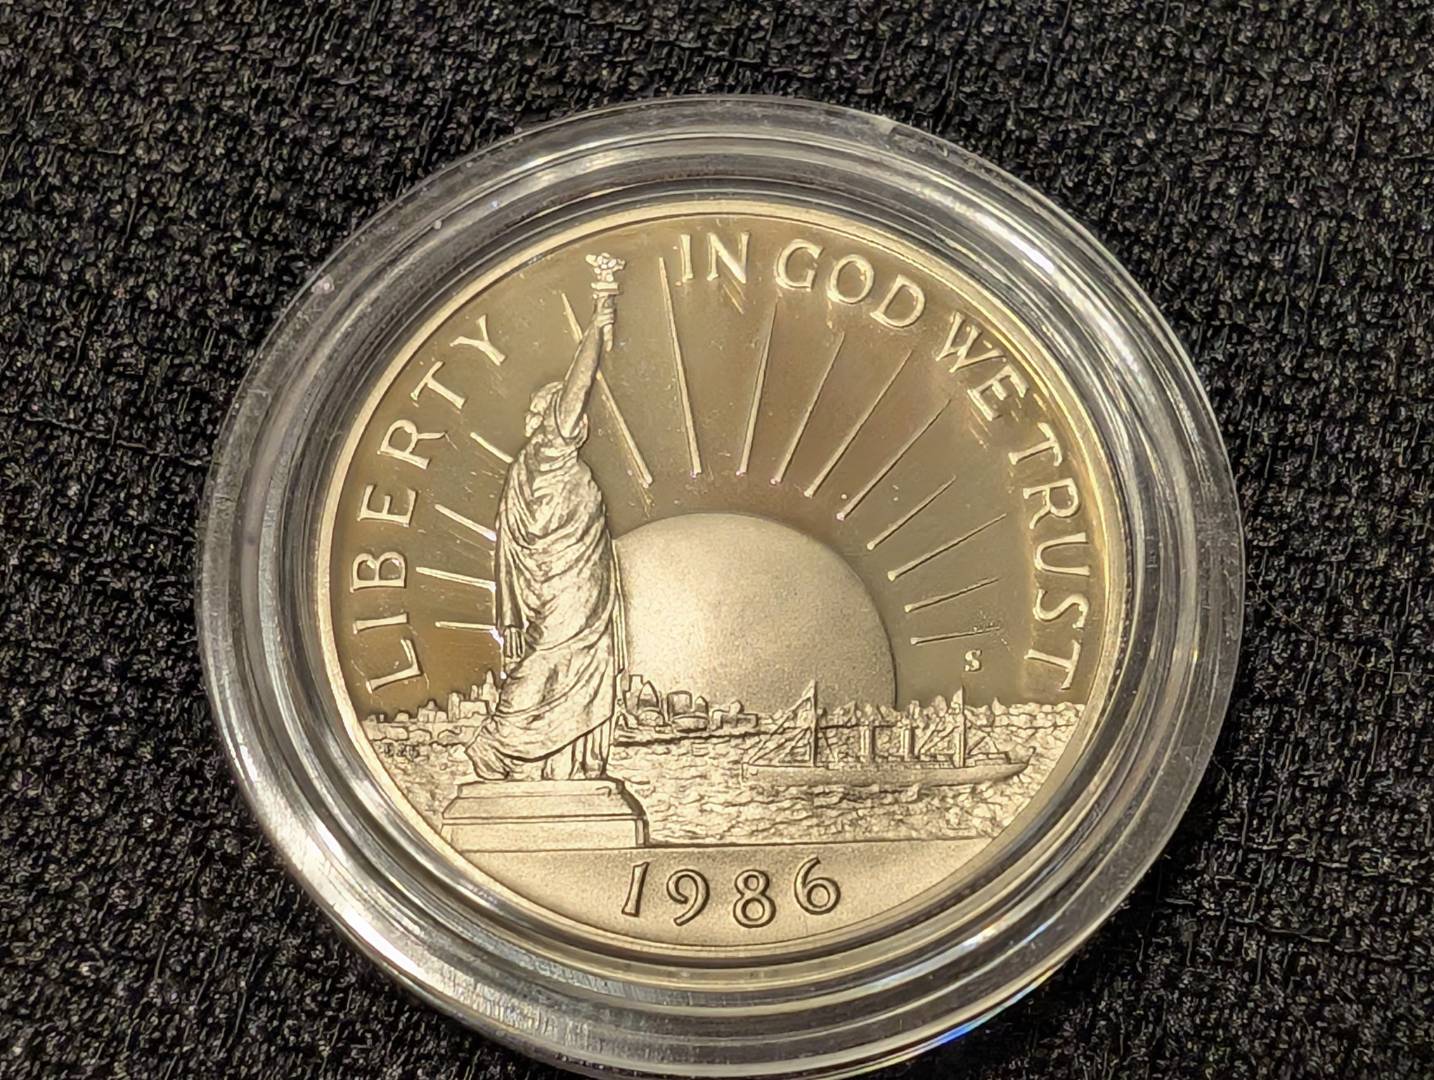 LIBERTY
IN GOD WE TRUST
S
1986